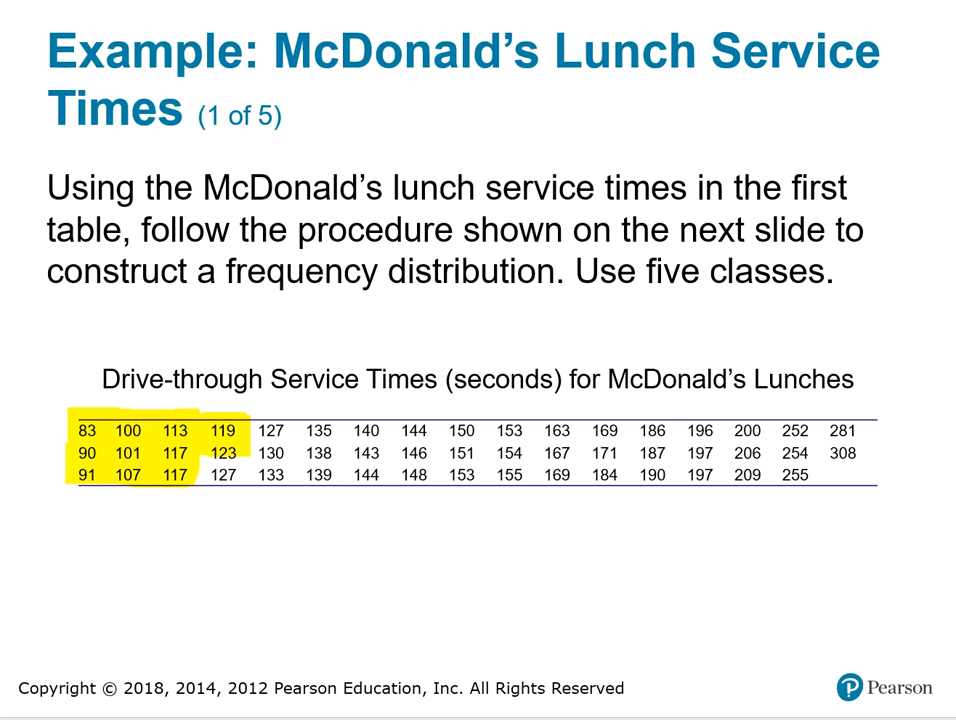 Example: McDonald’s Lunch Service
Times (1 of 5)
Using the McDonald’s lunch service times in the first
table, follow the procedure shown on the next slide to
construct a frequency distribution. Use five classes.
Drive-through Service Times (seconds) for McDonald’s Lunches
83 100 113 119 127 135 140 144 150 153 163 169 186 196 200 252 281
90 101 117 123 130 138 143 146 151 154 167 171 187 197 206 254 308
91 107 117 127 133 139 144 148 153 155 169 184 190 197 209 255
Copyright © 2018, 2014, 2012 Pearson Education, Inc. All Rights Reserved
P Pearson